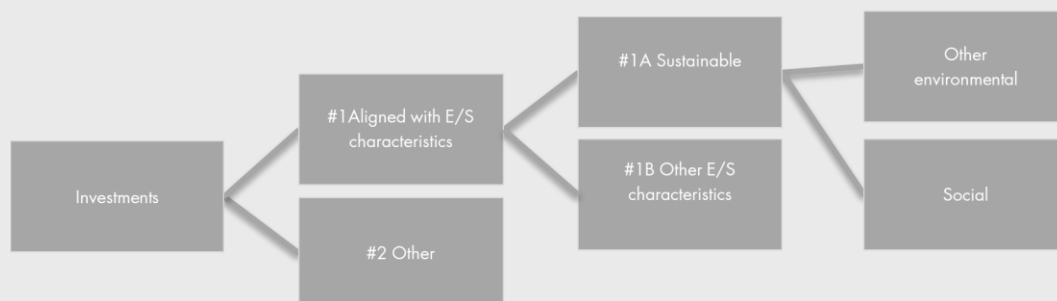 Investments
#1Aligned with E/S
characteristics
#2 Other
#1A Sustainable
#1B Other E/S
characteristics
Other
environmental
Social